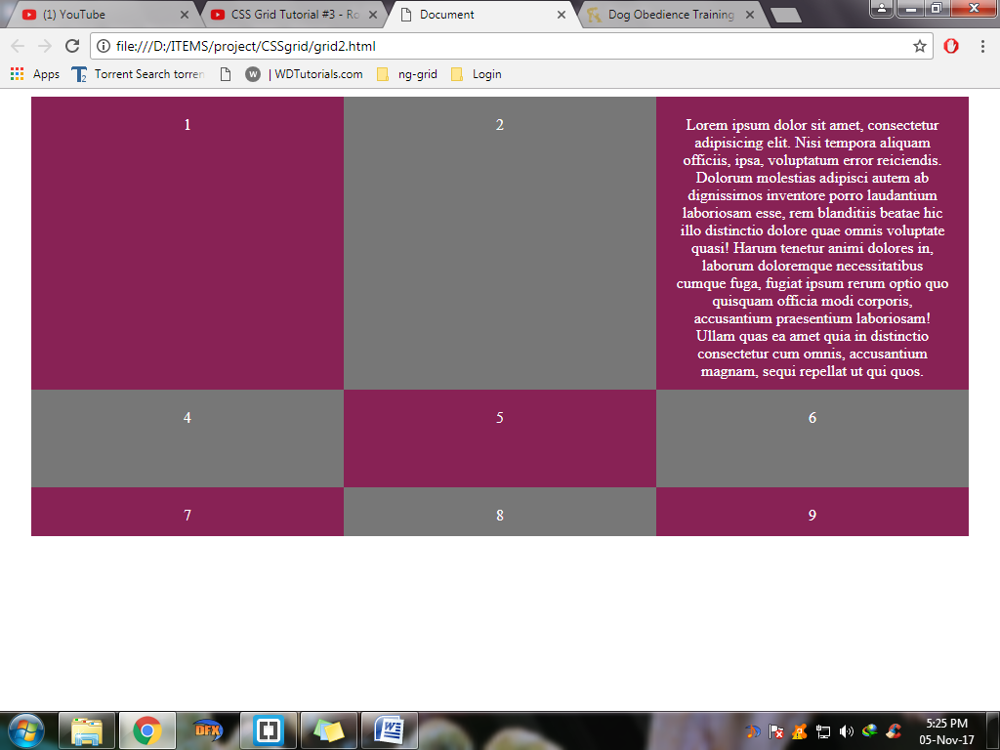 (1) YouTube
CSS Grid Tutorial #3 - Ro
Document
Dog Obedience Training
file:///D:/ITEMS/project/CSSgrid/grid2.html
Apps
Torrent Search torren
W | WDTutorials.com
ng-grid
Login
1
2
Lorem ipsum dolor sit amet, consectetur
adipisicing elit. Nisi tempora aliquam
officiis, ipsa, voluptatum error reiciendis.
Dolorum molestias adipisci autem ab
dignissimos inventore porro laudantium
laboriosam esse, rem blanditiis beatae hic
illo distinctio dolore quae omnis voluptate
quasi! Harum tenetur animi dolores in,
laborum doloremque necessitatibus
cumque fuga, fugiat ipsum rerum optio quo
quisquam officia modi corporis,
accusantium praesentium laboriosam!
Ullam quas ea amet quia in distinctio
consectetur cum omnis, accusantium
magnam, sequi repellat ut qui quos.
4
5
6
7
8
9
DFX
5:25 PM
05-Nov-17